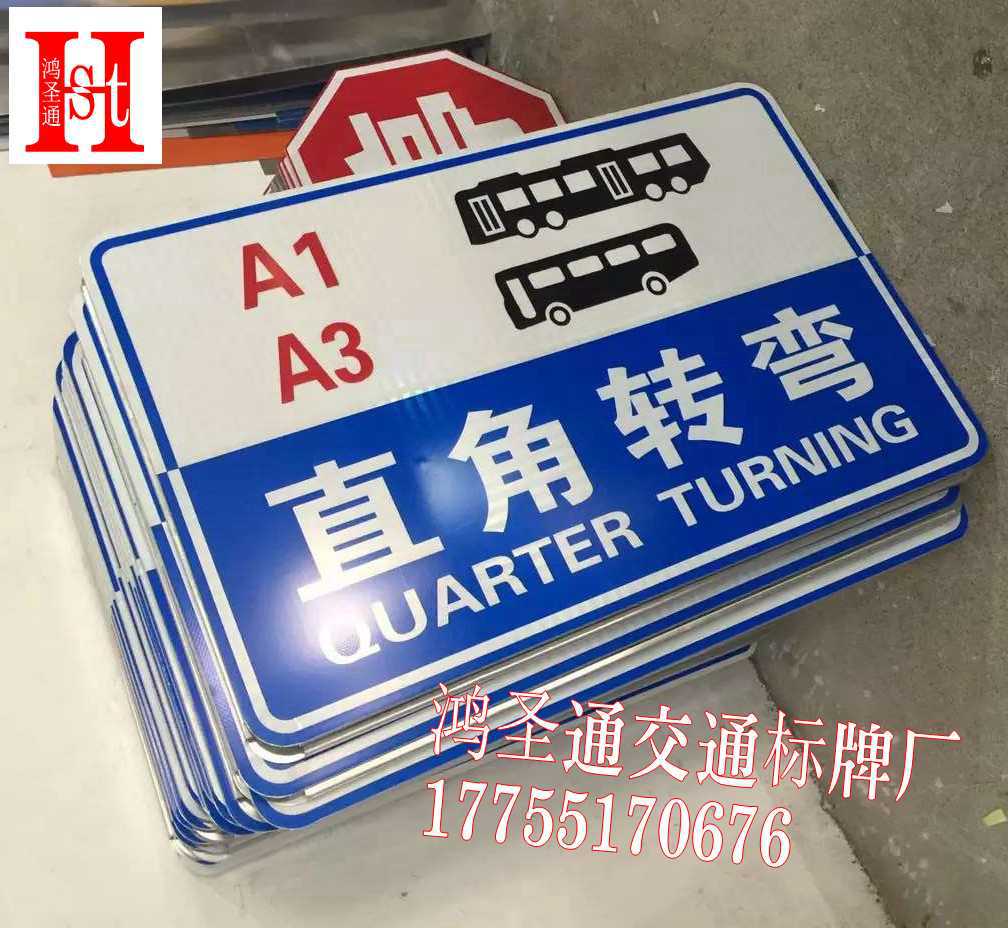 鸿圣通
Hst
A1
A3
直角转弯
QUARTER TURNING
鸿圣通交通标牌厂
17755170676